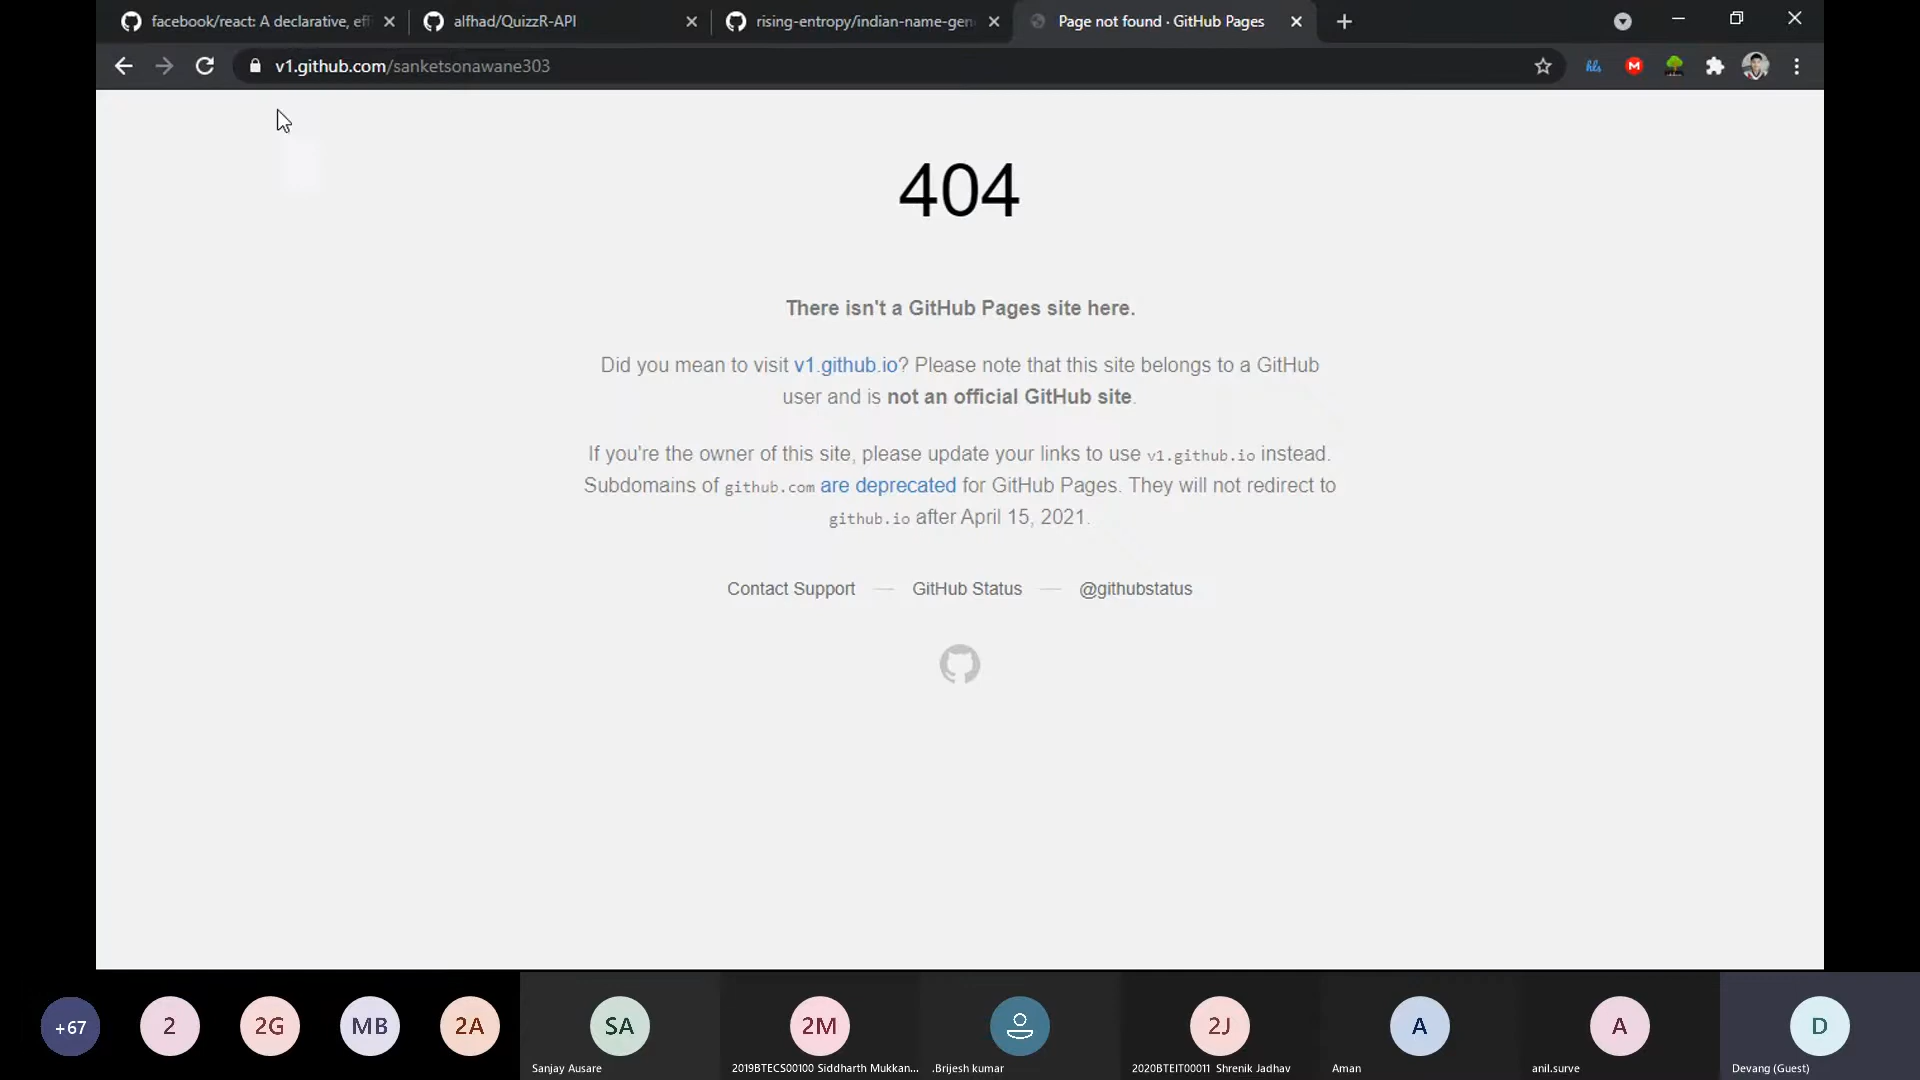 facebook/react: A declarative, eff
alfhad/QuizzR-API
rising-entropy/indian-name-gen
Page not found · GitHub Pages
v1.github.com/sanketsonawane303
hls
M
404
There isn't a GitHub Pages site here.
Did you mean to visit v1.github.io? Please note that this site belongs to a GitHub
user and is not an official GitHub site.
If you're the owner of this site, please update your links to use v1.github.io instead.
Subdomains of github.com are deprecated for GitHub Pages. They will not redirect to
github.io after April 15, 2021.
Contact Support — GitHub Status — @githubstatus
+67
2
2G
MB
2A
SA
2M
2J
A
A
D
Sanjay Ausare
2019BTECS00100 Siddharth Mukkan...
.Brijesh kumar
2020BTEIT00011 Shrenik Jadhav
Aman
anil.surve
Devang (Guest)